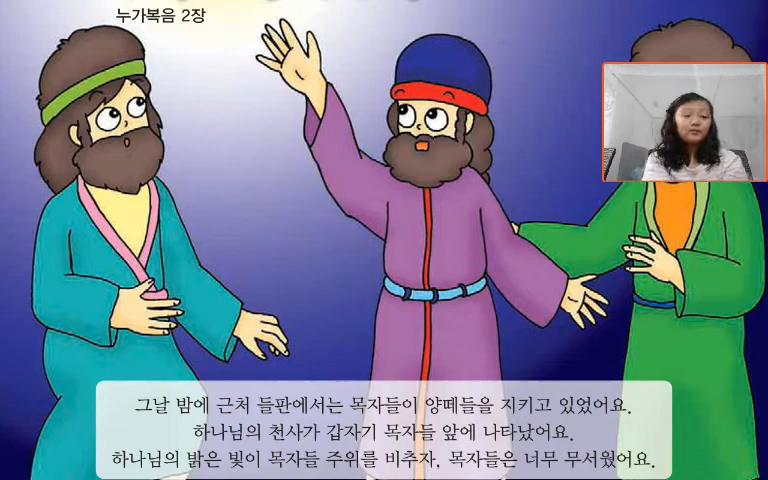 누가복음 2장
그날 밤에 근처 들판에서는 목자들이 양떼들을 지키고 있었어요.
하나님의 천사가 갑자기 목자들 앞에 나타났어요.
하나님의 밝은 빛이 목자들 주위를 비추자, 목자들은 너무 무서웠어요.